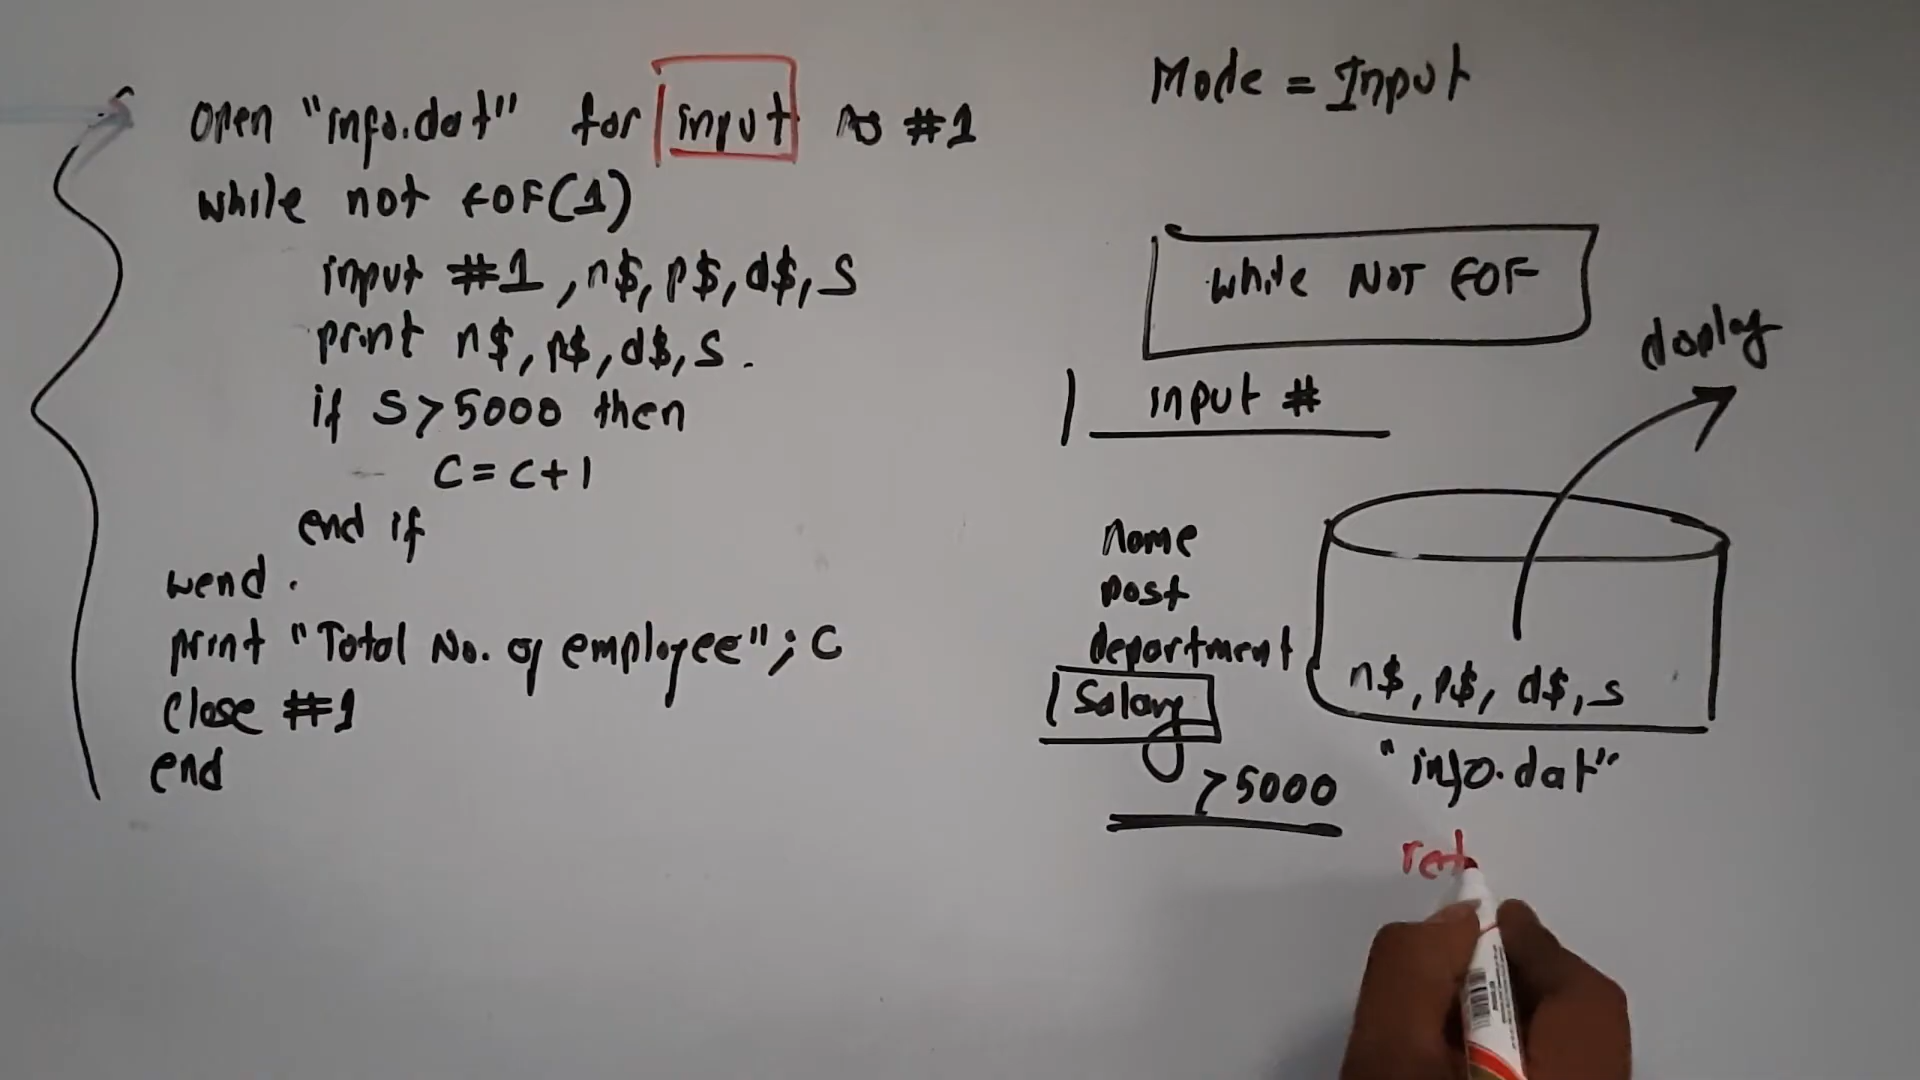 open "info.dat" for input as #1
while not EOF(1)
input #1, n$, p$, d$, S
print n$, p$, d$, S.
if S > 5000 then
C = C + 1
end if
wend.
print "Total No. of employee"; C
Close #1
end
Mode = Input
while NOT EOF
input #
display
name
post
department
Salary
> 5000
n$, p$, d$, s
"info.dat"
ret